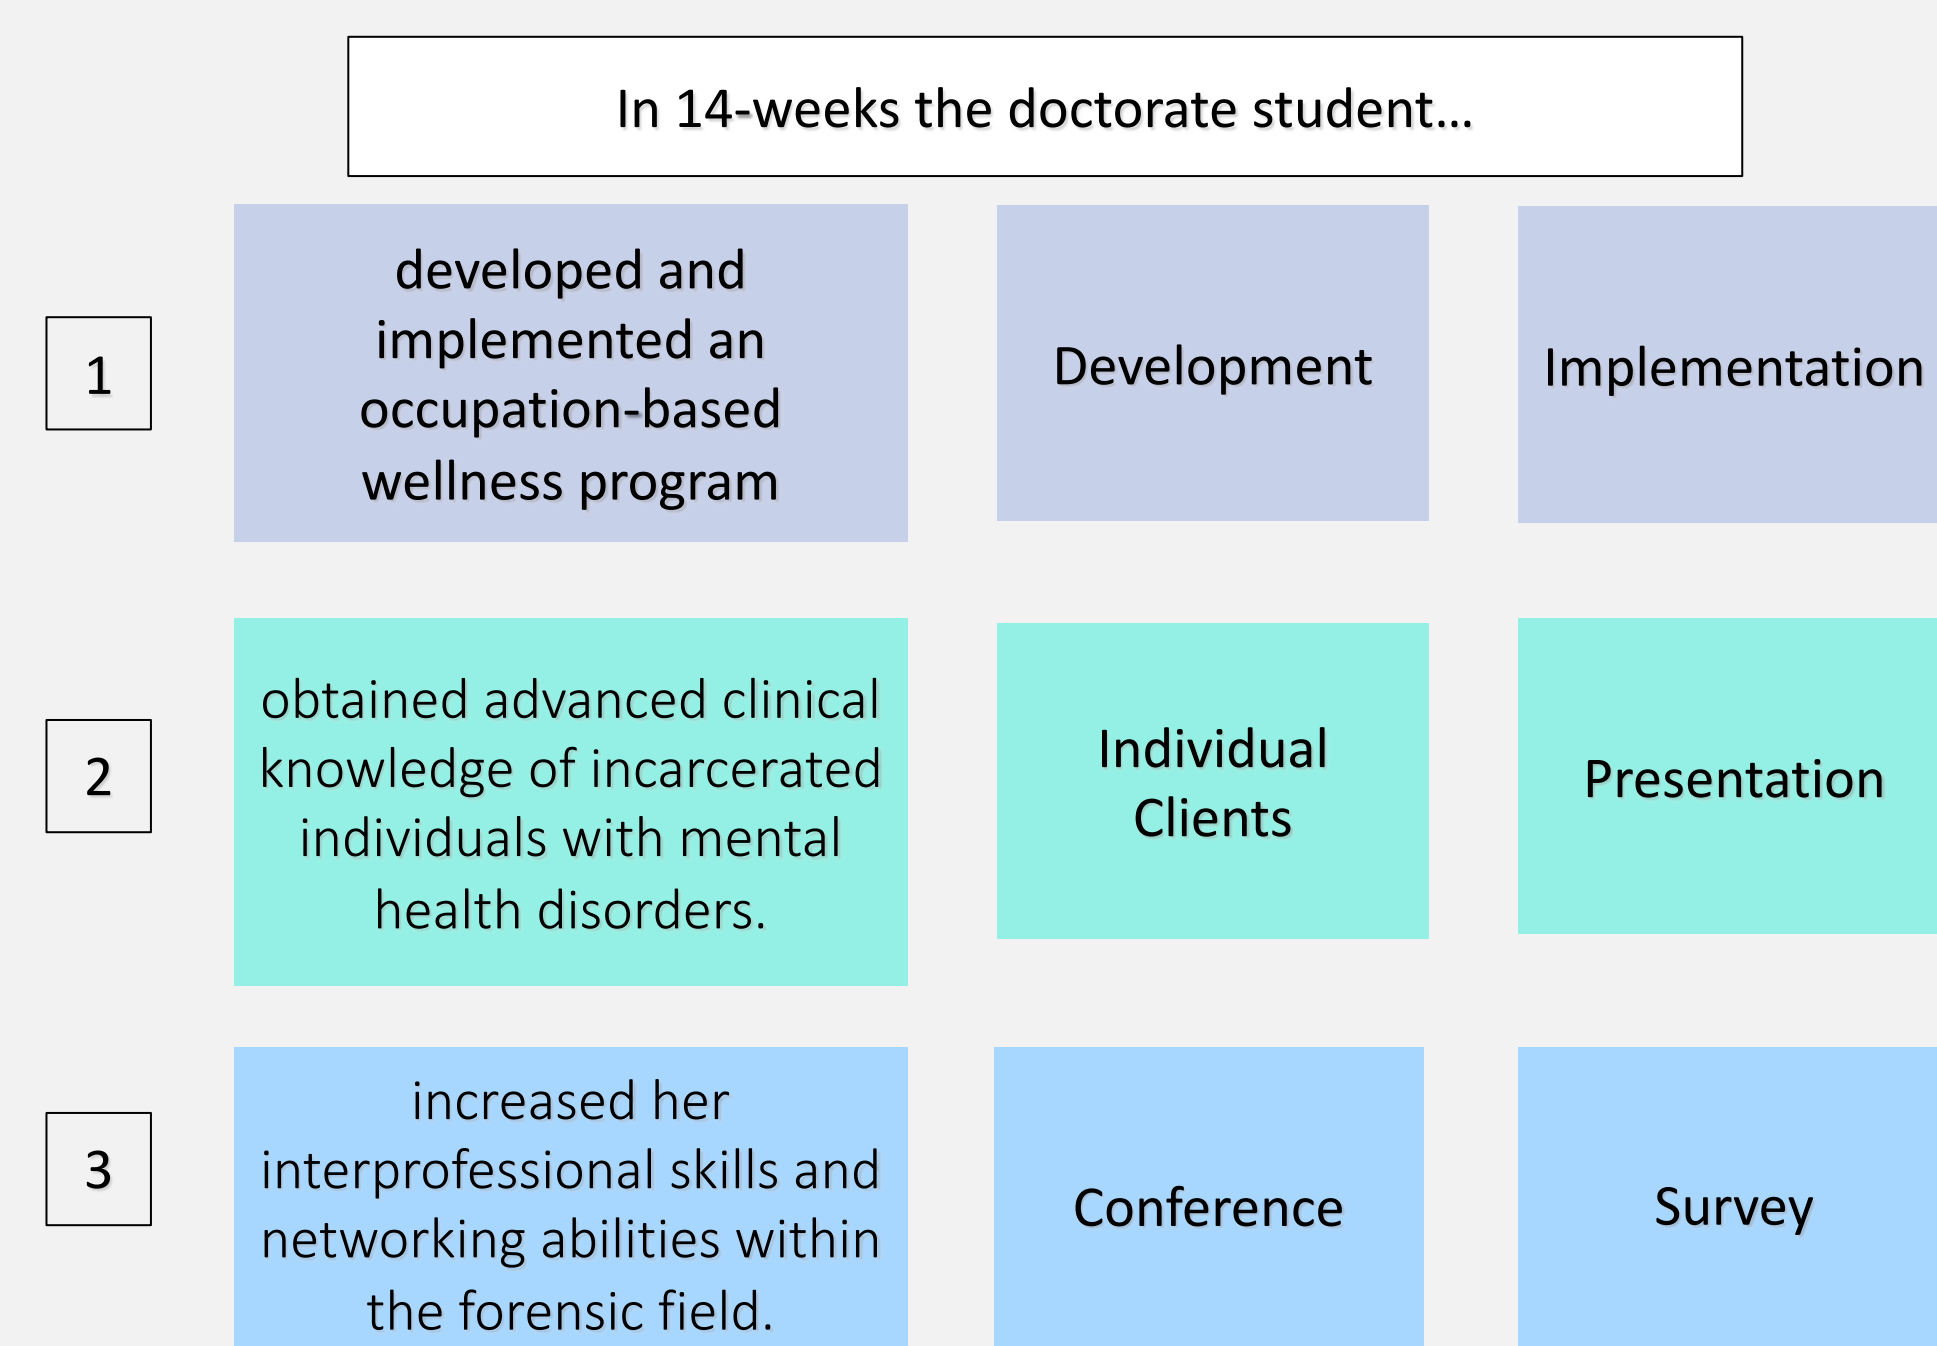 In 14-weeks the doctorate student...
1
developed and
implemented an
occupation-based
wellness program
Development
Implementation
2
obtained advanced clinical
knowledge of incarcerated
individuals with mental
health disorders.
Individual
Clients
Presentation
3
increased her
interprofessional skills and
networking abilities within
the forensic field.
Conference
Survey